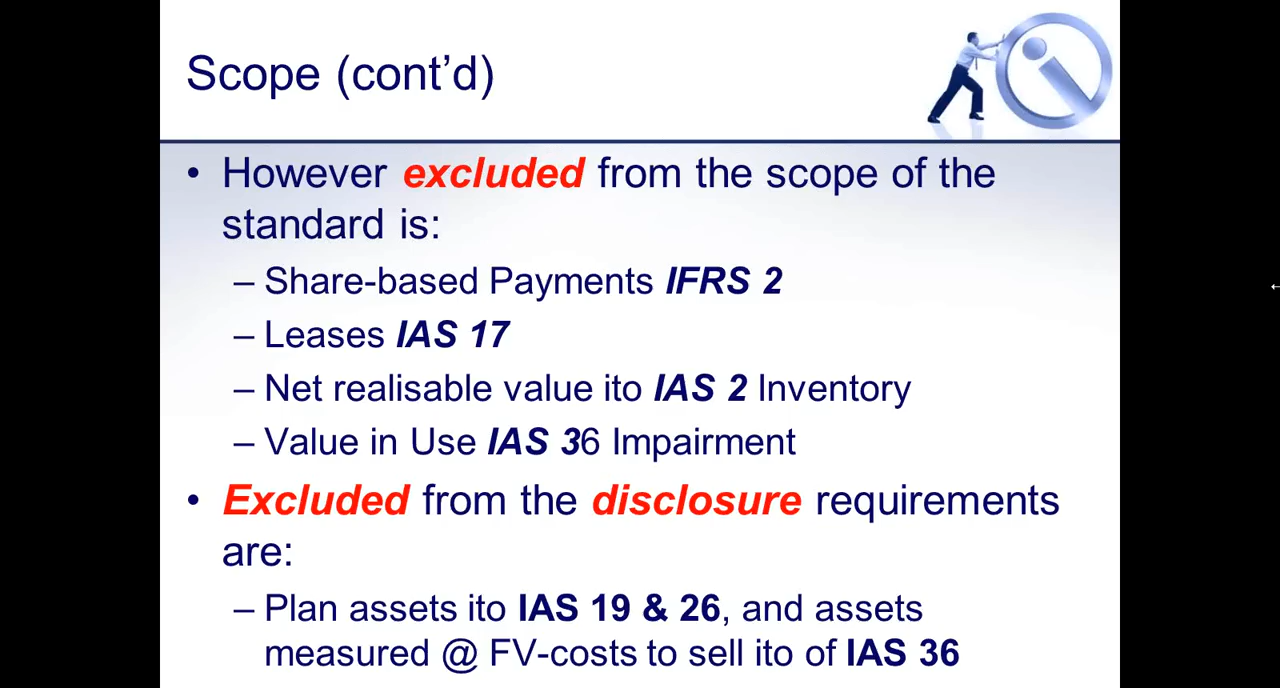 Scope (cont’d)
• However excluded from the scope of the
standard is:
– Share-based Payments IFRS 2
– Leases IAS 17
– Net realisable value ito IAS 2 Inventory
– Value in Use IAS 36 Impairment
• Excluded from the disclosure requirements
are:
– Plan assets ito IAS 19 & 26, and assets
measured @ FV-costs to sell ito of IAS 36